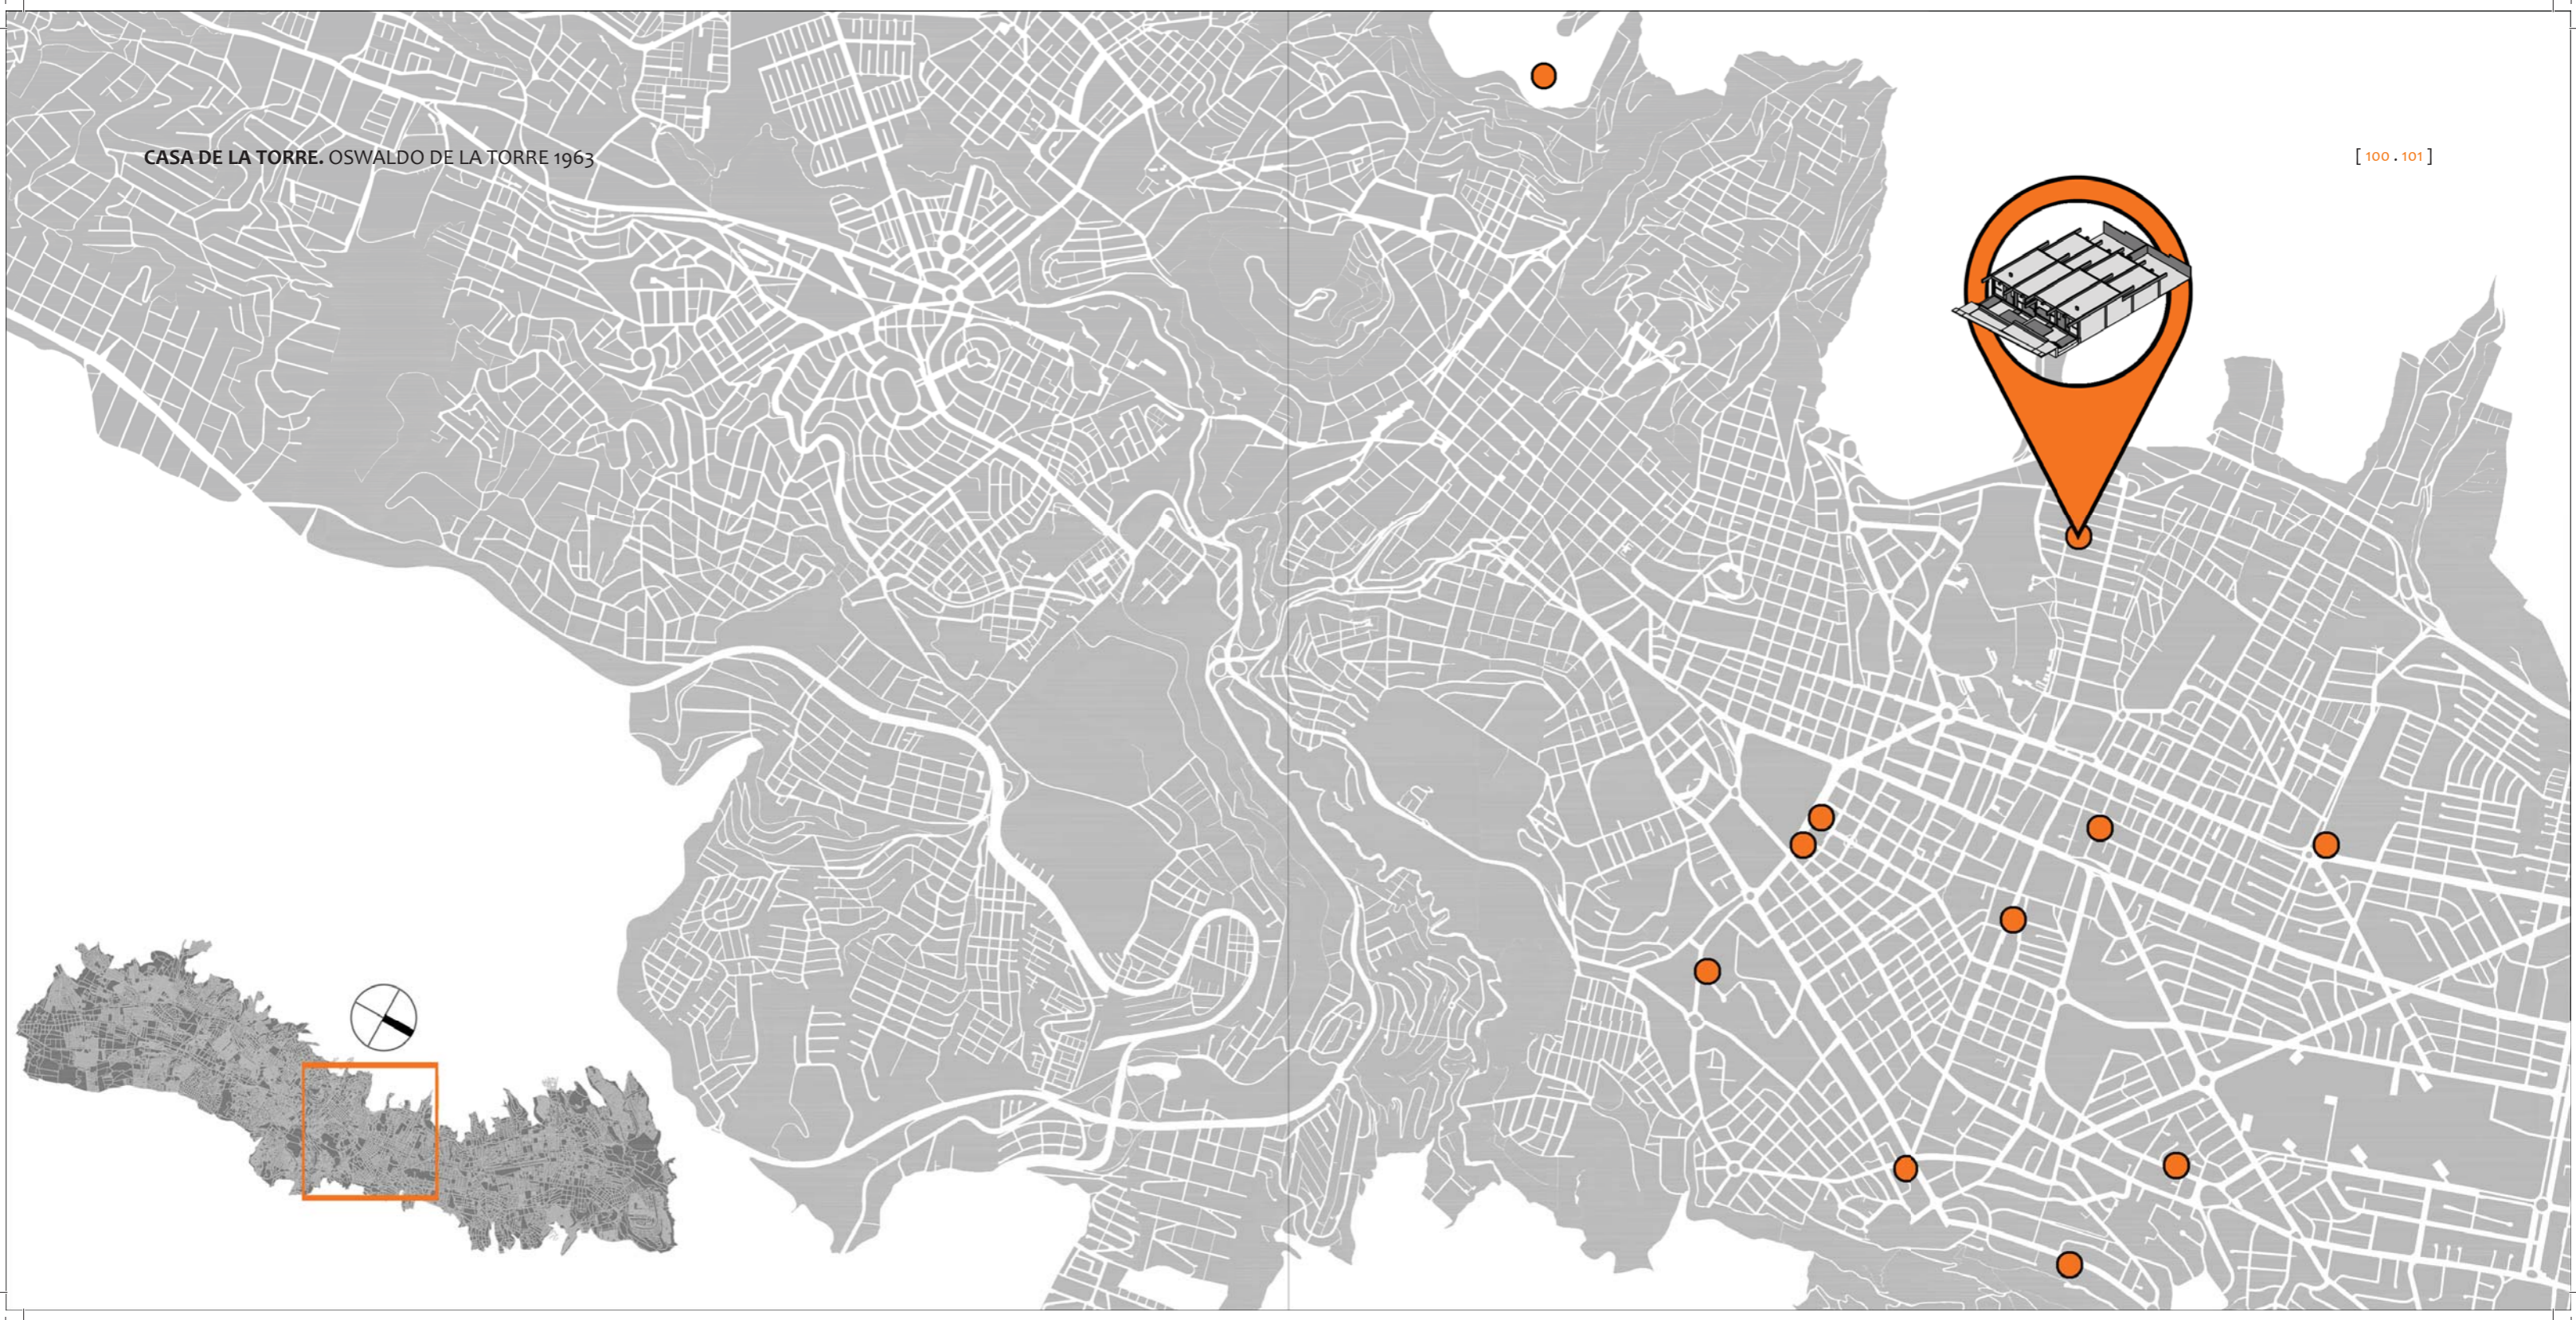 CASA DE LA TORRE. OSWALDO DE LA TORRE 1963
[ 100 . 101 ]